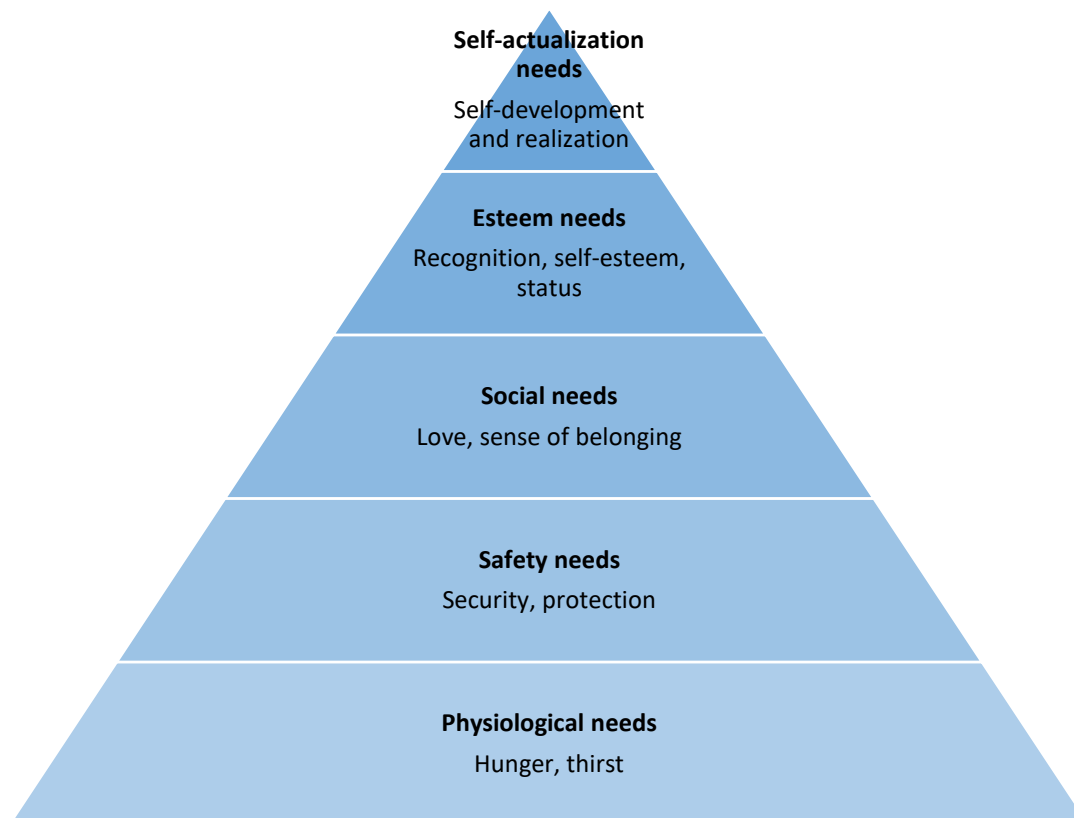 Self-actualization
needs
Self-development
and realization
Esteem needs
Recognition, self-esteem,
status
Social needs
Love, sense of belonging
Safety needs
Security, protection
Physiological needs
Hunger, thirst